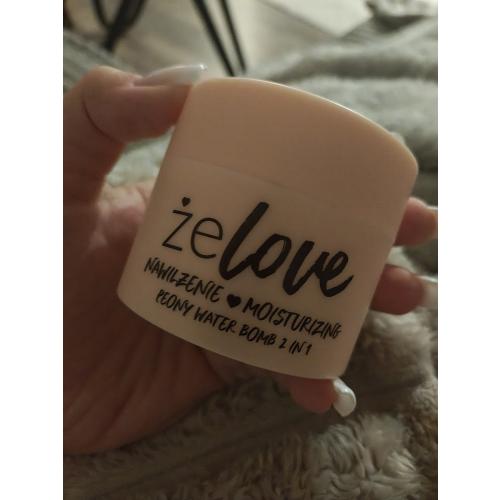 żelove
NAWILŻENIE ♥ MOISTURIZING
PEONY WATER BOMB 2 IN 1